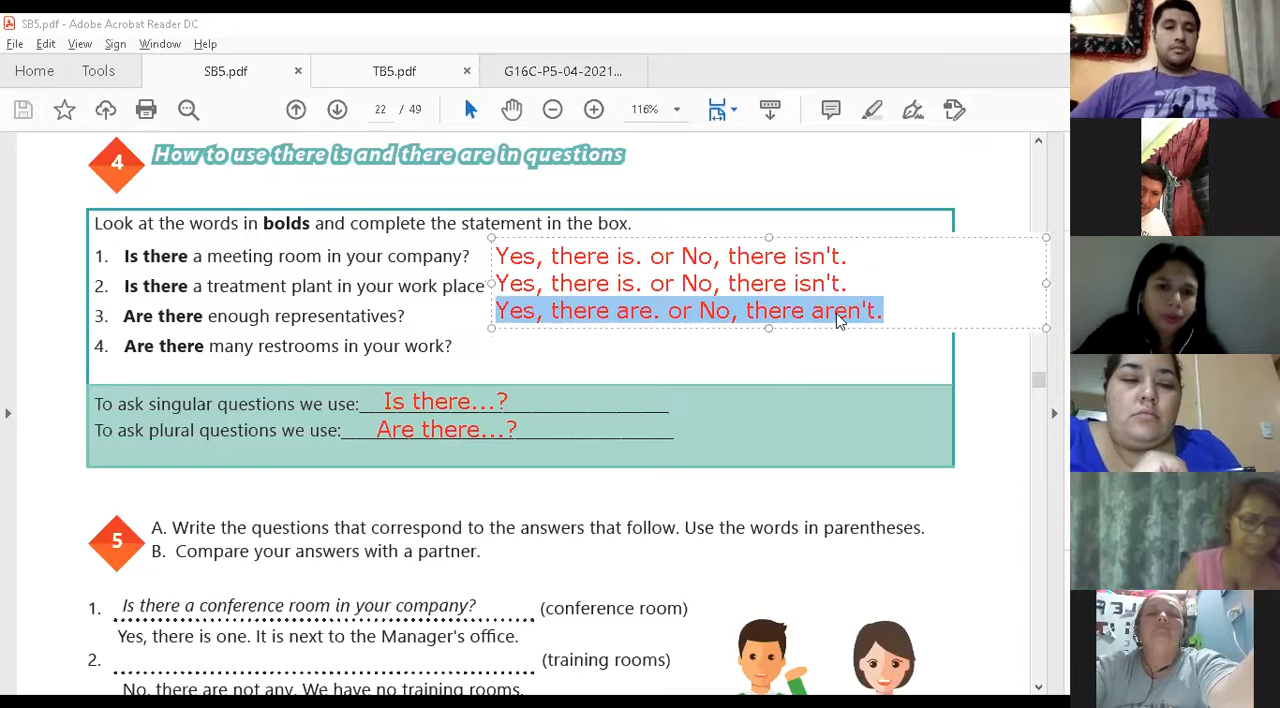 SB5.pdf - Adobe Acrobat Reader DC
File Edit View Sign Window Help
Home Tools SB5.pdf × TB5.pdf × G16C-P5-04-2021...
22 / 49 116%
4 How to use there is and there are in questions
Look at the words in bolds and complete the statement in the box.
1. Is there a meeting room in your company? Yes, there is. or No, there isn't.
2. Is there a treatment plant in your work place Yes, there is. or No, there isn't.
3. Are there enough representatives? Yes, there are. or No, there aren't.
4. Are there many restrooms in your work?
To ask singular questions we use: Is there...?
To ask plural questions we use: Are there...?
5 A. Write the questions that correspond to the answers that follow. Use the words in parentheses.
B. Compare your answers with a partner.
1. Is there a conference room in your company? (conference room)
Yes, there is one. It is next to the Manager's office.
2. (training rooms)
No, there are not any. We have no training rooms.